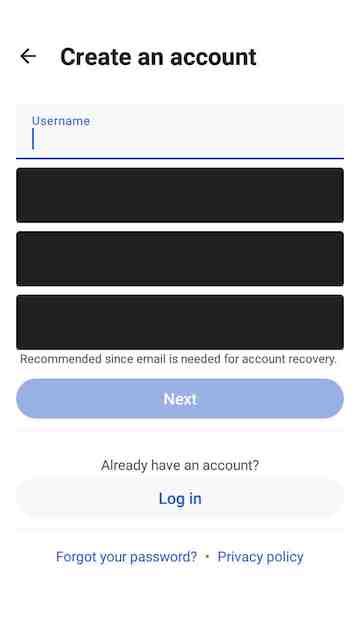 Create an account
Username
Recommended since email is needed for account recovery.
Next
Already have an account?
Log in
Forgot your password? • Privacy policy